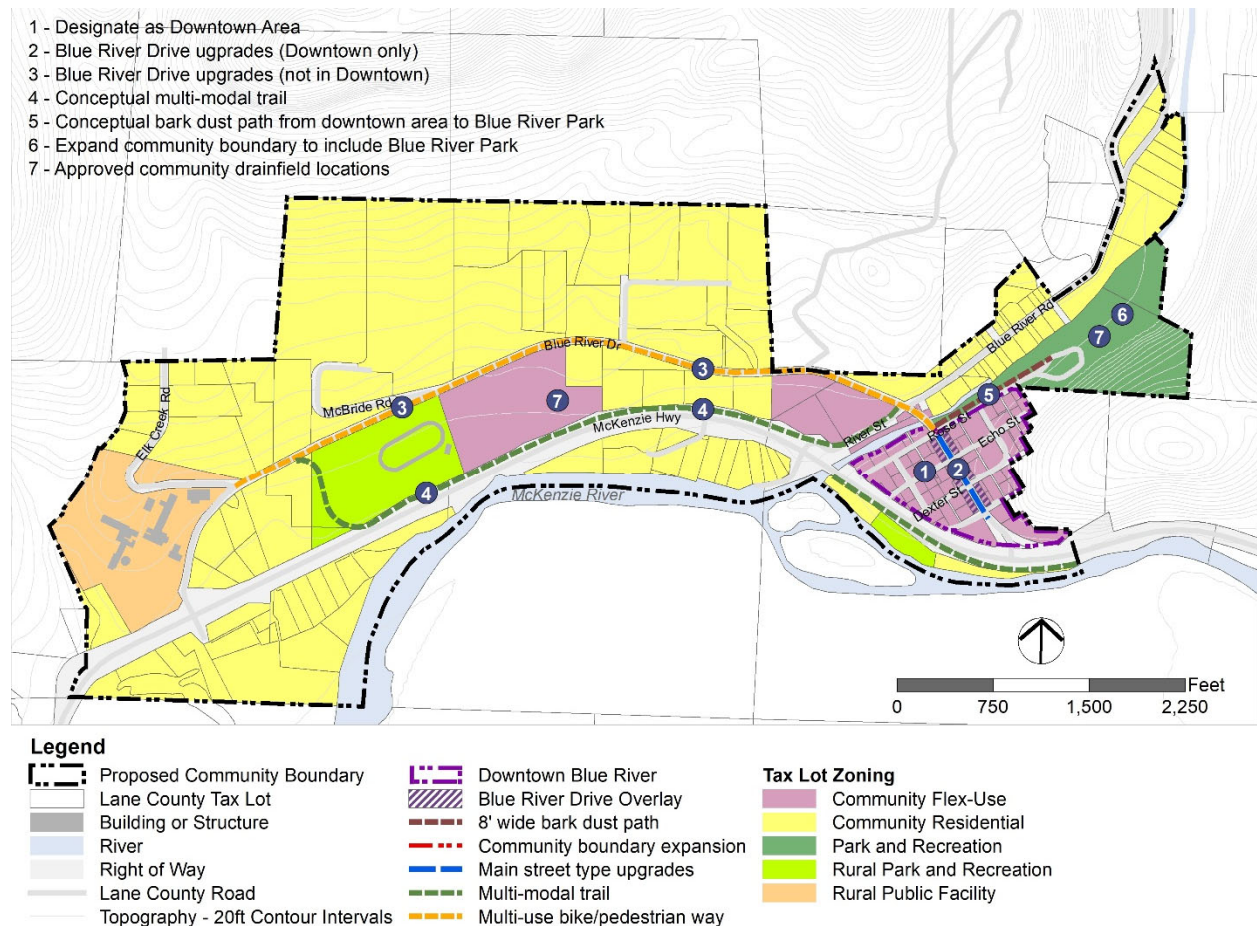 1 - Designate as Downtown Area
2 - Blue River Drive ugprades (Downtown only)
3 - Blue River Drive upgrades (not in Downtown)
4 - Conceptual multi-modal trail
5 - Conceptual bark dust path from downtown area to Blue River Park
6 - Expand community boundary to include Blue River Park
7 - Approved community drainfield locations
Blue River Rd
6
7
Blue River Dr
3
5
McBride Rd
3
7
4
McKenzie Hwy
River St
Rose St
Echo St
Elk Creek Rd
1
2
4
McKenzie River
Dexter St
Feet
0 750 1,500 2,250
Legend
Proposed Community Boundary
Lane County Tax Lot
Building or Structure
River
Right of Way
Lane County Road
Topography - 20ft Contour Intervals
Downtown Blue River
Blue River Drive Overlay
8' wide bark dust path
Community boundary expansion
Main street type upgrades
Multi-modal trail
Multi-use bike/pedestrian way
Tax Lot Zoning
Community Flex-Use
Community Residential
Park and Recreation
Rural Park and Recreation
Rural Public Facility